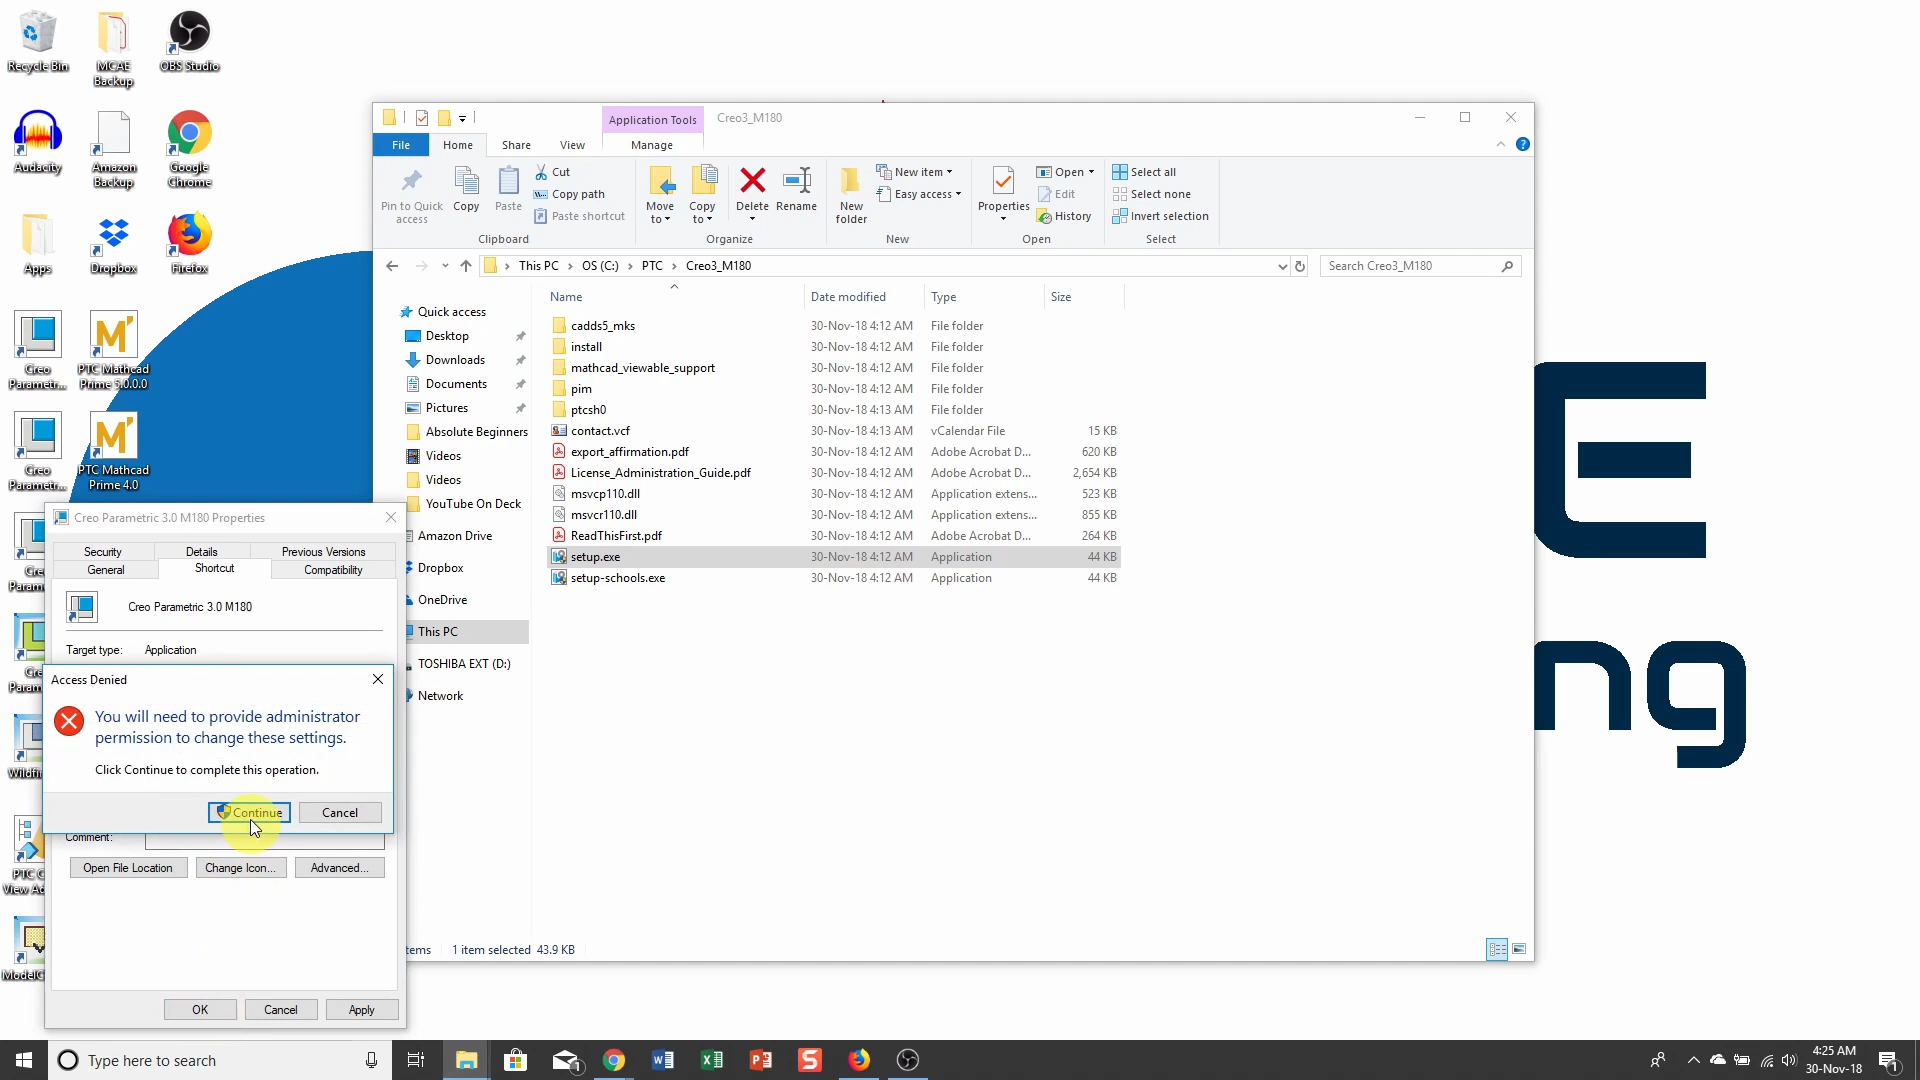 Recycle Bin
MCAE
Backup
OBS Studio
Audacity
Amazon
Backup
Google
Chrome
Apps
Dropbox
Firefox
Creo
Parametr...
PTC Mathcad
Prime 5.0.0.0
Creo
Parametr...
PTC Mathcad
Prime 4.0
Cre
Param
Cre
Param
Wildfir
PTC C
View Ad
ModelC
E
ng
Application Tools
Creo3_M180
File
Home
Share
View
Manage
Pin to Quick
access
Copy
Paste
Cut
Copy path
Paste shortcut
Clipboard
Move
to
Copy
to
Delete
Rename
Organize
New
folder
New item
Easy access
New
Properties
Open
Edit
History
Open
Select all
Select none
Invert selection
Select
This PC > OS (C:) > PTC > Creo3_M180
Search Creo3_M180
Quick access
Desktop
Downloads
Documents
Pictures
Absolute Beginners
Videos
Videos
YouTube On Deck
Amazon Drive
Dropbox
OneDrive
This PC
TOSHIBA EXT (D:)
Network
Name Date modified Type Size
cadds5_mks 30-Nov-18 4:12 AM File folder
install 30-Nov-18 4:12 AM File folder
mathcad_viewable_support 30-Nov-18 4:12 AM File folder
pim 30-Nov-18 4:12 AM File folder
ptcsh0 30-Nov-18 4:13 AM File folder
contact.vcf 30-Nov-18 4:13 AM vCalendar File 15 KB
export_affirmation.pdf 30-Nov-18 4:12 AM Adobe Acrobat D... 620 KB
License_Administration_Guide.pdf 30-Nov-18 4:12 AM Adobe Acrobat D... 2,654 KB
msvcp110.dll 30-Nov-18 4:12 AM Application extens... 523 KB
msvcr110.dll 30-Nov-18 4:12 AM Application extens... 855 KB
ReadThisFirst.pdf 30-Nov-18 4:12 AM Adobe Acrobat D... 264 KB
setup.exe 30-Nov-18 4:12 AM Application 44 KB
setup-schools.exe 30-Nov-18 4:12 AM Application 44 KB
tems 1 item selected 43.9 KB
Creo Parametric 3.0 M180 Properties
Security Details Previous Versions
General Shortcut Compatibility
Creo Parametric 3.0 M180
Target type: Application
Access Denied
You will need to provide administrator
permission to change these settings.
Click Continue to complete this operation.
Continue Cancel
Comment:
Open File Location Change Icon... Advanced...
OK Cancel Apply
Type here to search
4:25 AM
30-Nov-18